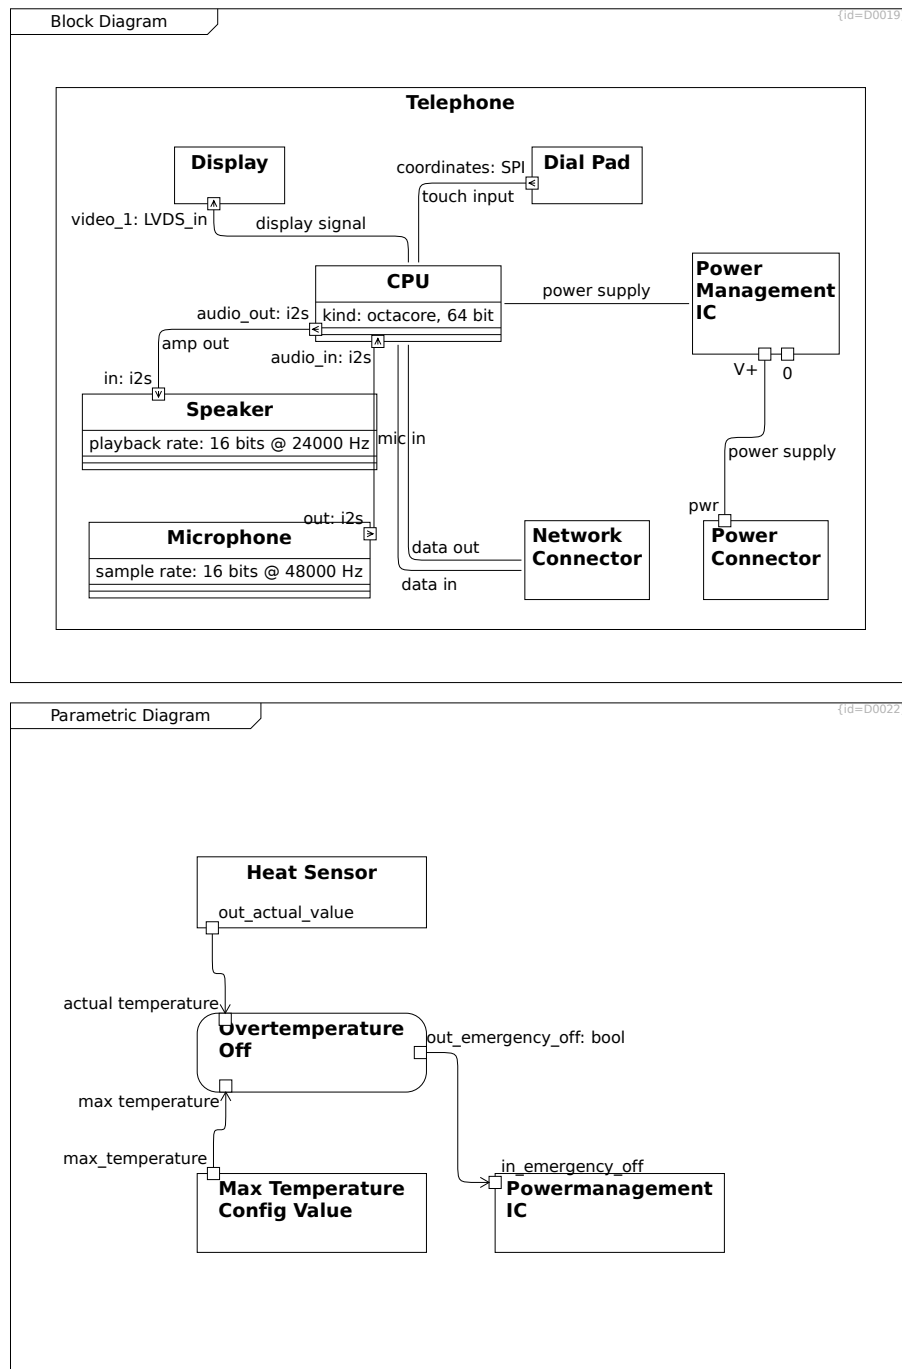 Block Diagram
{id=D0019
Telephone
Display
coordinates: SPI
Dial Pad
touch input
video_1: LVDS_in
display signal
CPU
kind: octacore, 64 bit
power supply
Power
Management
IC
audio_out: i2s
amp out
audio_in: i2s
V+
0
in: i2s
Speaker
playback rate: 16 bits @ 24000 Hz
mic in
power supply
out: i2s
pwr
Microphone
sample rate: 16 bits @ 48000 Hz
data out
data in
Network
Connector
Power
Connector
Parametric Diagram
{id=D0022
Heat Sensor
out_actual_value
actual temperature
Overtemperature
Off
out_emergency_off: bool
max temperature
max_temperature
Max Temperature
Config Value
in_emergency_off
Powermanagement
IC